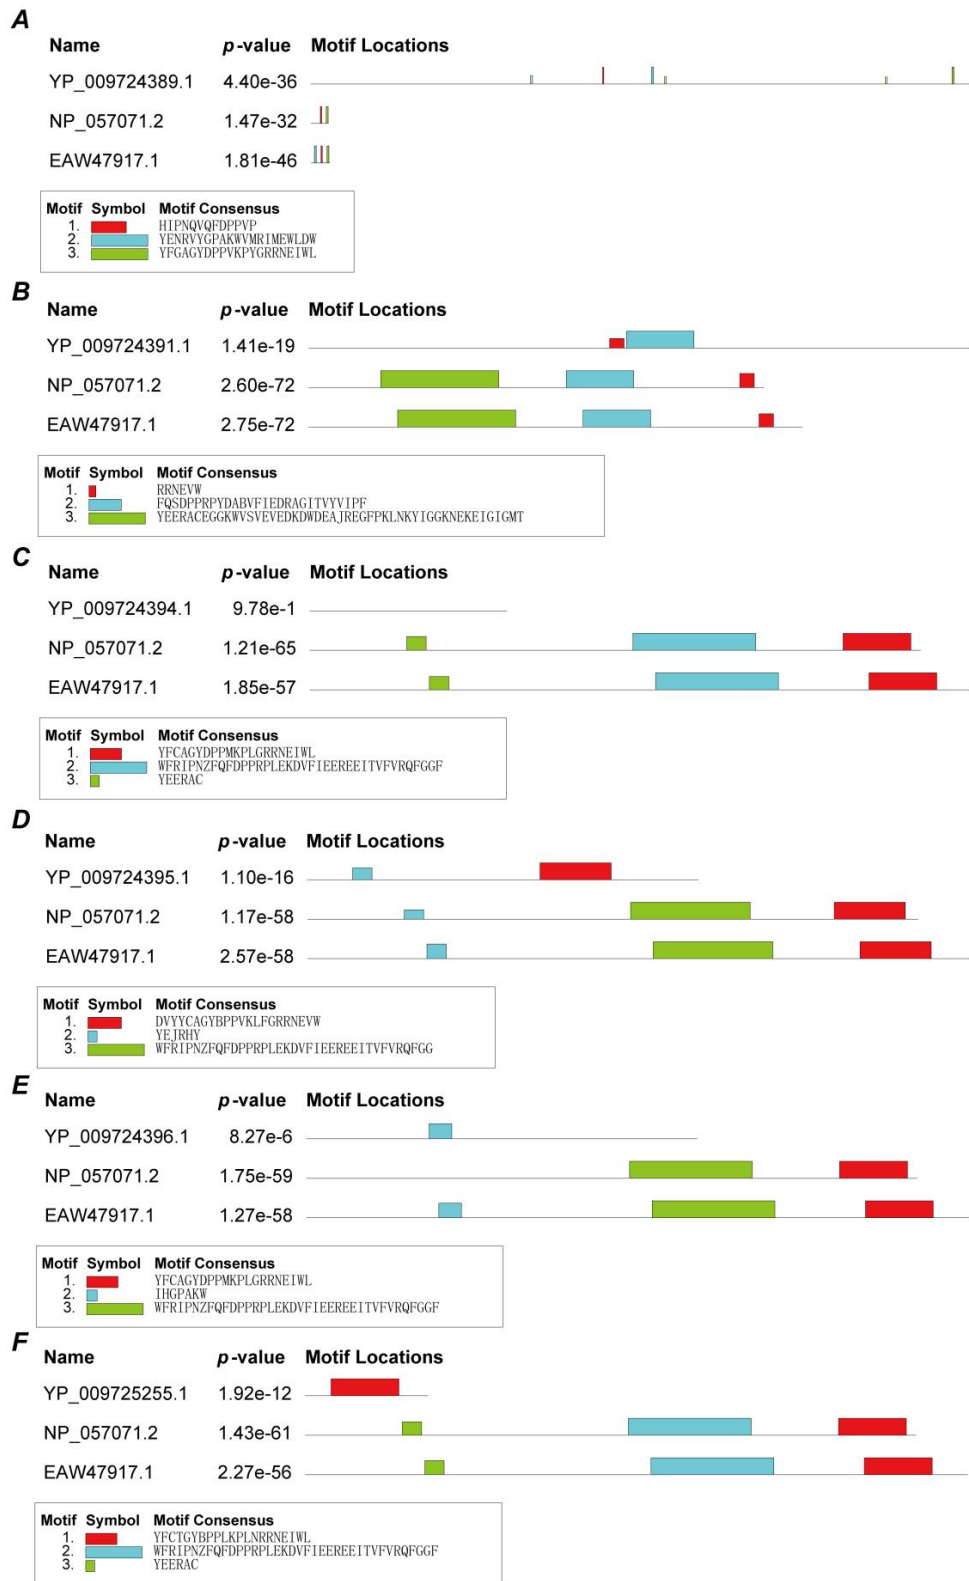 A
Name p-value Motif Locations
YP_009724389.1 4.40e-36
NP_057071.2 1.47e-32
EAW47917.1 1.81e-46
Motif Symbol Motif Consensus
1. HIPNQVQFDPPVP
2. YENRVYGPAKWVMRIMEWLDW
3. YFGAGYDPPVKPYGRRNEIWL
B
Name p-value Motif Locations
YP_009724391.1 1.41e-19
NP_057071.2 2.60e-72
EAW47917.1 2.75e-72
Motif Symbol Motif Consensus
1. RRNEVW
2. FQSDPPRPYDABVFIEDRAGITVYVIPF
3. YEERACEGGKWVSVEVEDKDWDEAJREGFPKLNKYIGGKNEKEIGIGMT
C
Name p-value Motif Locations
YP_009724394.1 9.78e-1
NP_057071.2 1.21e-65
EAW47917.1 1.85e-57
Motif Symbol Motif Consensus
1. YFCAGYDPPMKPLGRRNEIWL
2. WFRIPNZFQFDPPRPLEKDVFIEEREEITVFVRQFGGF
3. YEERAC
D
Name p-value Motif Locations
YP_009724395.1 1.10e-16
NP_057071.2 1.17e-58
EAW47917.1 2.57e-58
Motif Symbol Motif Consensus
1. DVYYCAGYBPPVKLFGRRNEVW
2. YEJRHY
3. WFRIPNZFQFDPPRPLEKDVFIEEREEITVFVRQFGG
E
Name p-value Motif Locations
YP_009724396.1 8.27e-6
NP_057071.2 1.75e-59
EAW47917.1 1.27e-58
Motif Symbol Motif Consensus
1. YFCAGYDPPMKPLGRRNEIWL
2. IHGPAKW
3. WFRIPNZFQFDPPRPLEKDVFIEEREEITVFVRQFGGF
F
Name p-value Motif Locations
YP_009725255.1 1.92e-12
NP_057071.2 1.43e-61
EAW47917.1 2.27e-56
Motif Symbol Motif Consensus
1. YFCTGYBPPLKPLNRRNEIWL
2. WFRIPNZFQFDPPRPLEKDVFIEEREEITVFVRQFGGF
3. YEERAC